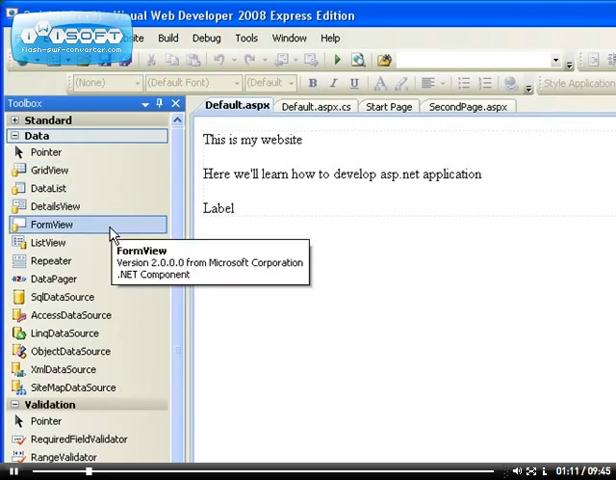 Visual Web Developer 2008 Express Edition
iWiSOFT
flash-swf-converter.com
Build Debug Tools Window Help
(None) (Default Font) (Default B I U A Style Application
Toolbox
Default.aspx Default.aspx.cs Start Page SecondPage.aspx
Standard
Data
Pointer
GridView
DataList
DetailsView
FormView
ListView
Repeater
DataPager
SqlDataSource
AccessDataSource
LinqDataSource
ObjectDataSource
XmlDataSource
SiteMapDataSource
Validation
Pointer
RequiredFieldValidator
RangeValidator
This is my website
Here we'll learn how to develop asp.net application
Label
FormView
Version 2.0.0.0 from Microsoft Corporation
.NET Component
01:11 / 09:45